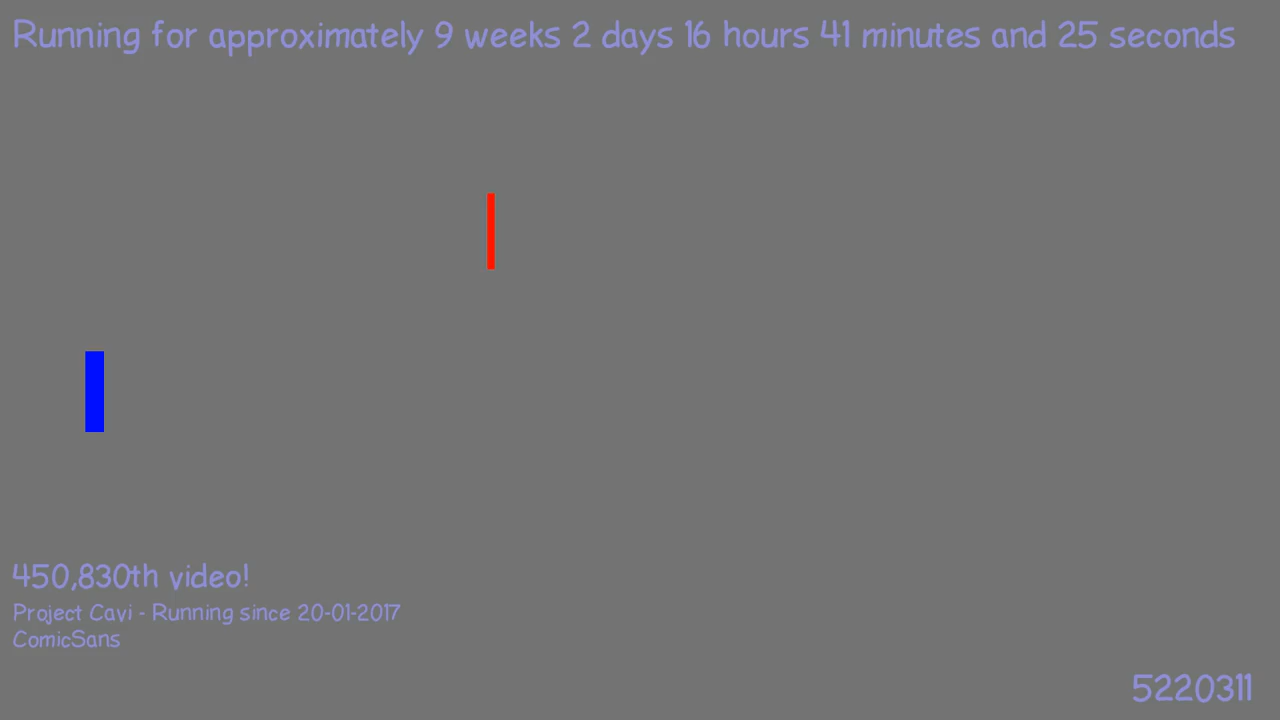 Running for approximately 9 weeks 2 days 16 hours 41 minutes and 25 seconds
450,830th video!
Project Cavi - Running since 20-01-2017
ComicSans
5220311